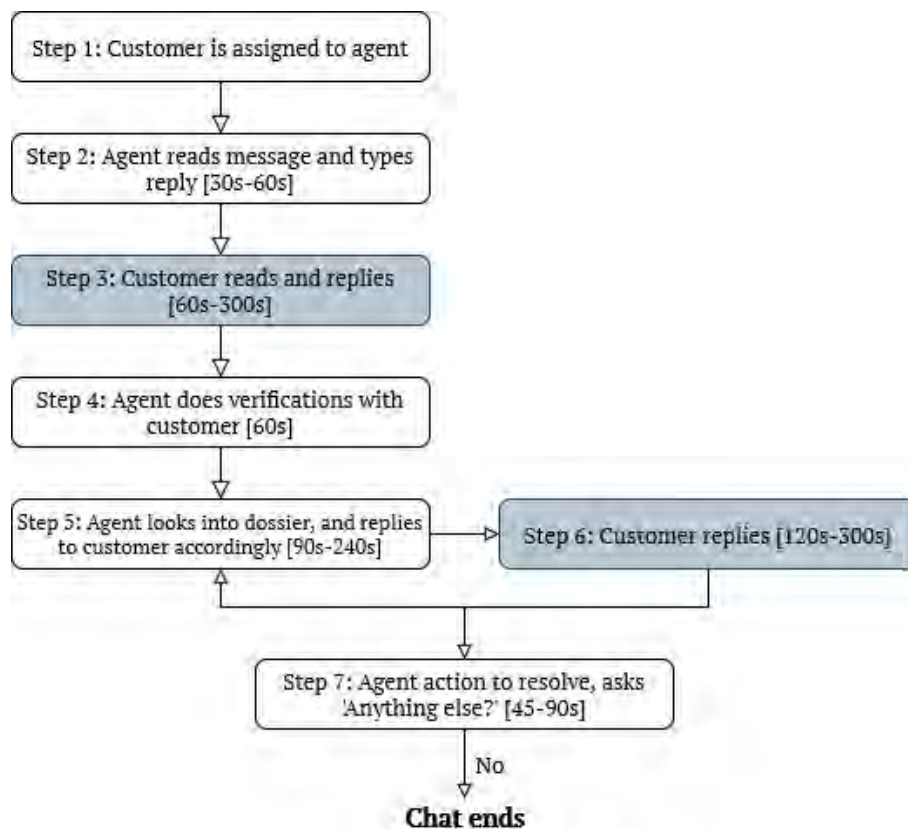 Step 1: Customer is assigned to agent
Step 2: Agent reads message and types
reply [30s-60s]
Step 3: Customer reads and replies
[60s-300s]
Step 4: Agent does verifications with
customer [60s]
Step 5: Agent looks into dossier, and replies
to customer accordingly [90s-240s]
Step 6: Customer replies [120s-300s]
Step 7: Agent action to resolve, asks
'Anything else?' [45-90s]
No
Chat ends